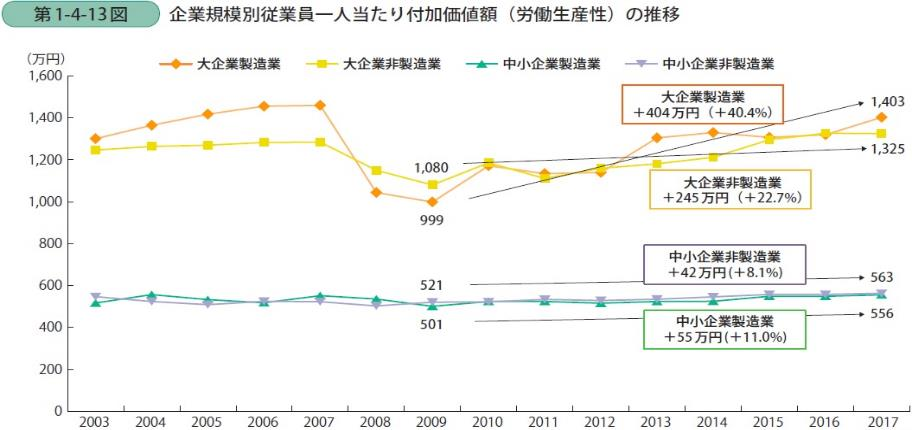 第1-4-13図 企業規模別従業員一人当たり付加価値額（労働生産性）の推移
（万円）
大企業製造業 大企業非製造業 中小企業製造業 中小企業非製造業
1,600
1,400
1,200
1,000
800
600
400
200
0
大企業製造業
＋404万円（＋40.4%）
1,403
1,325
1,080
999
大企業非製造業
＋245万円（＋22.7%）
中小企業非製造業
＋42万円(＋8.1%)
521
563
501
556
中小企業製造業
＋55万円(＋11.0%)
2003 2004 2005 2006 2007 2008 2009 2010 2011 2012 2013 2014 2015 2016 2017